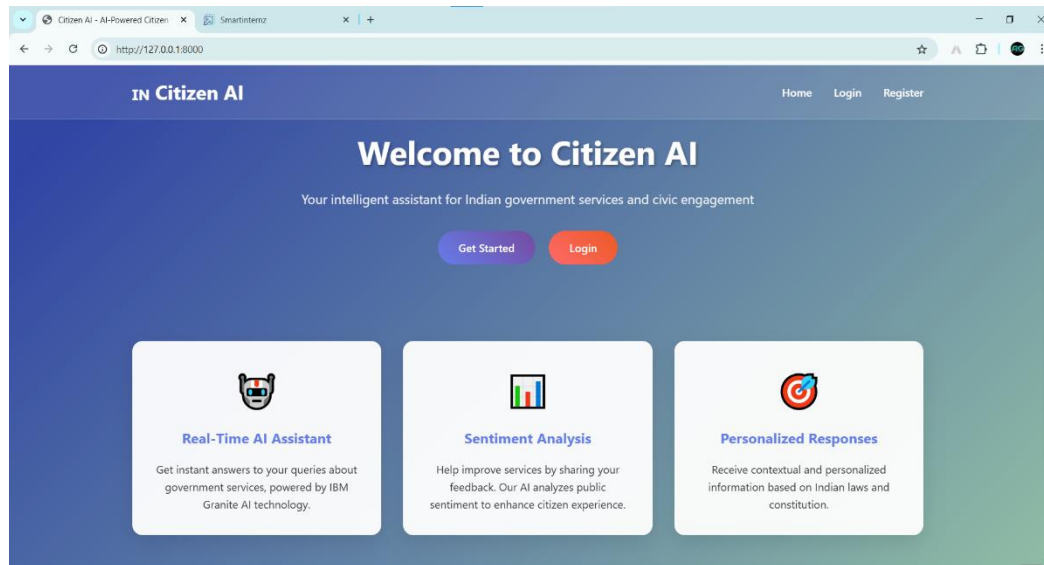 Citizen AI - AI-Powered Citizen
Smartinternz
http://127.0.0.1:8000
IN Citizen AI
Home Login Register
Welcome to Citizen AI
Your intelligent assistant for Indian government services and civic engagement
Get Started Login
Real-Time AI Assistant
Get instant answers to your queries about
government services, powered by IBM
Granite AI technology.
Sentiment Analysis
Help improve services by sharing your
feedback. Our AI analyzes public
sentiment to enhance citizen experience.
Personalized Responses
Receive contextual and personalized
information based on Indian laws and
constitution.